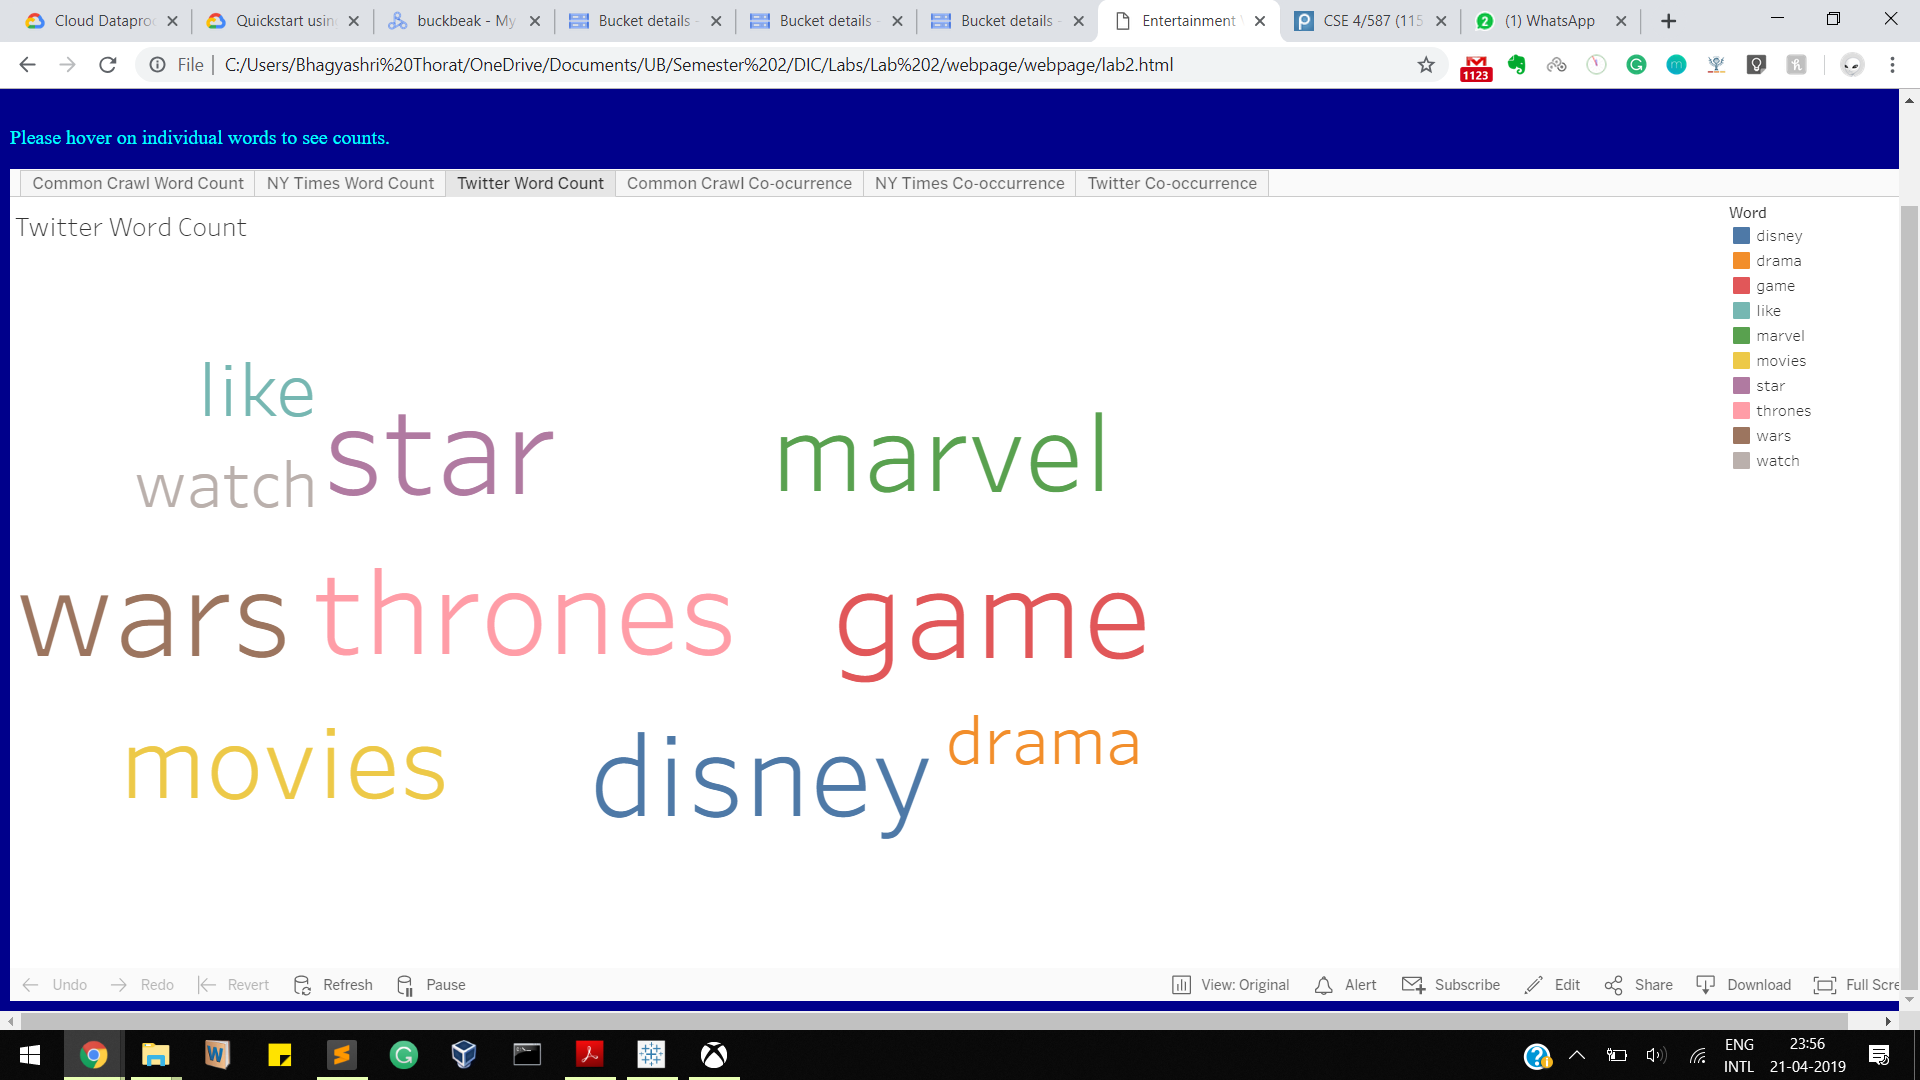 Cloud Dataproc Quickstart using buckbeak - My Bucket details - Bucket details - Bucket details - Entertainment CSE 4/587 (115 (1) WhatsApp
File C:/Users/Bhagyashri%20Thorat/OneDrive/Documents/UB/Semester%202/DIC/Labs/Lab%202/webpage/webpage/lab2.html 1123
Please hover on individual words to see counts.
Common Crawl Word Count NY Times Word Count Twitter Word Count Common Crawl Co-ocurrence NY Times Co-occurrence Twitter Co-occurrence
Twitter Word Count
like
star
marvel
watch
wars
thrones
game
movies
disney
drama
Word
disney
drama
game
like
marvel
movies
star
thrones
wars
watch
Undo Redo Revert Refresh Pause View: Original Alert Subscribe Edit Share Download Full Scre
ENG
INTL
23:56
21-04-2019